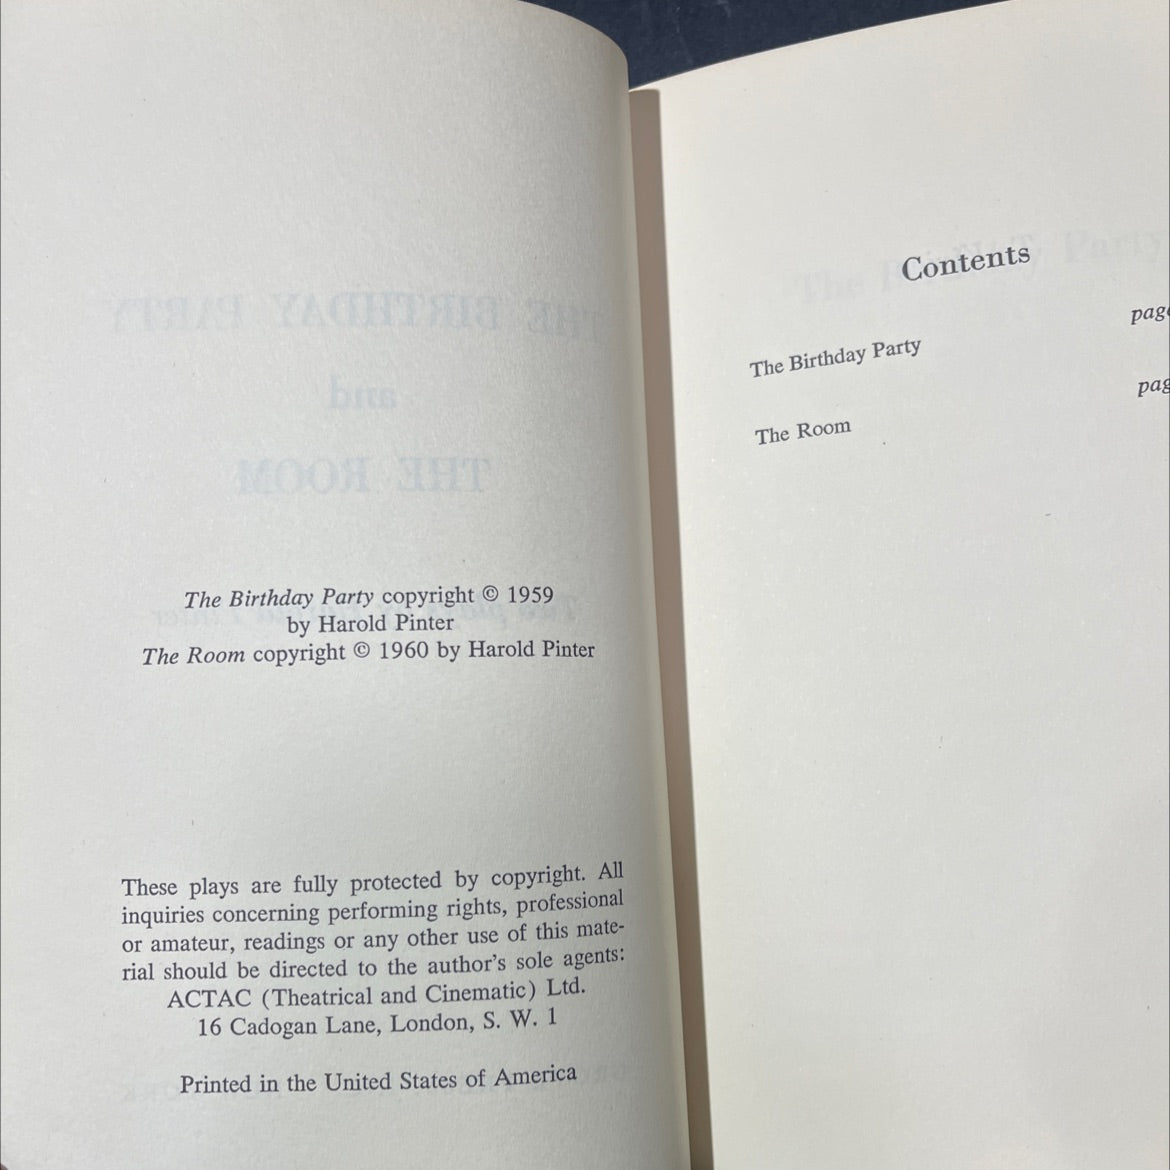 The Birthday Party copyright © 1959
by Harold Pinter
The Room copyright © 1960 by Harold Pinter
These plays are fully protected by copyright. All
inquiries concerning performing rights, professional
or amateur, readings or any other use of this mate-
rial should be directed to the author's sole agents:
ACTAC (Theatrical and Cinematic) Ltd.
16 Cadogan Lane, London, S. W. 1
Printed in the United States of America
Contents
The Birthday Party
The Room